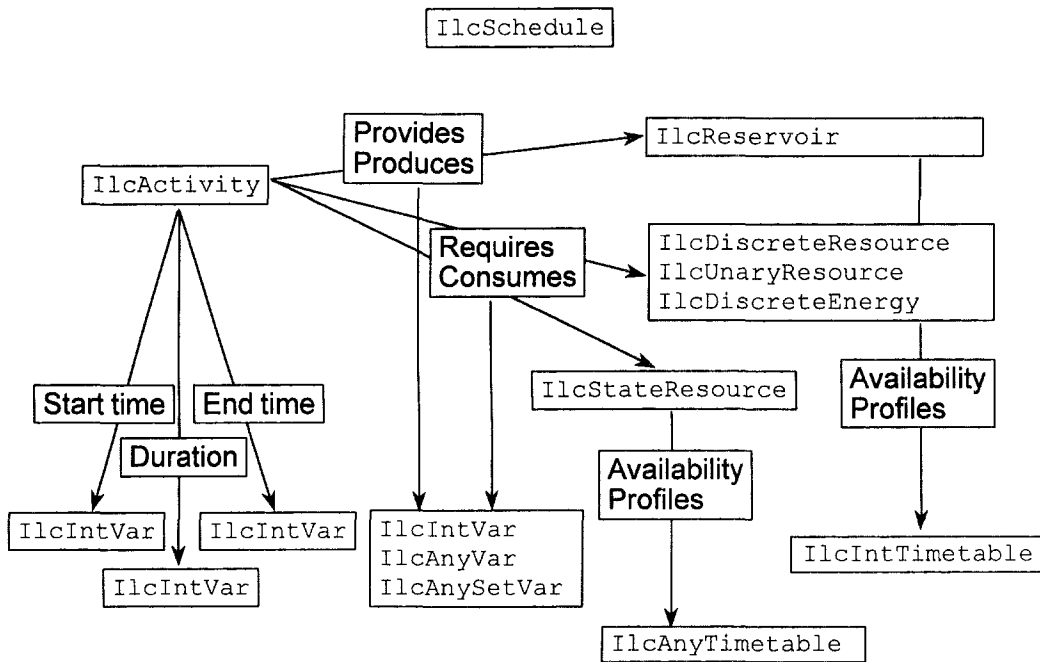 IlcSchedule
Provides
Produces
IlcReservoir
IlcActivity
Requires
Consumes
IlcDiscreteResource
IlcUnaryResource
IlcDiscreteEnergy
Start time
End time
Duration
IlcStateResource
Availability
Profiles
Availability
Profiles
IlcIntVar
IlcIntVar
IlcIntVar
IlcIntVar
IlcAnyVar
IlcAnySetVar
IlcIntTimetable
IlcAnyTimetable